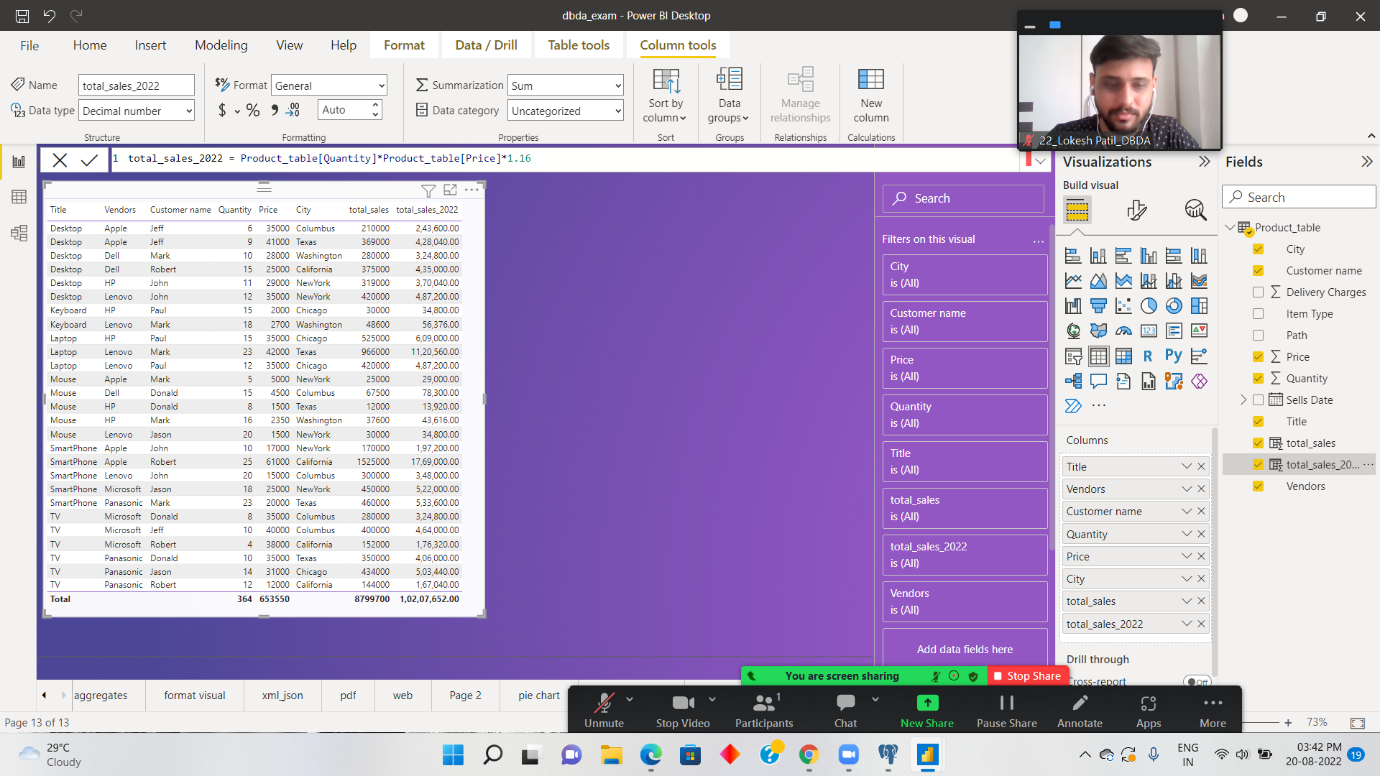 dbda_exam - Power BI Desktop
File Home Insert Modeling View Help Format Data / Drill Table tools Column tools
Name total_sales_2022
Data type Decimal number
Structure
Format General
$ % Auto
Formatting
Summarization Sum
Data category Uncategorized
Properties
Sort by column
Sort
Data groups
Groups
Manage relationships
Relationships
New column
Calculations
22_Lokesh Patil_DBDA
1 total_sales_2022 = Product_table[Quantity]*Product_table[Price]*1.16
Title Vendors Customer name Quantity Price City total_sales total_sales_2022
Desktop Apple Jeff 6 35000 Columbus 210000 2,43,600.00
Desktop Apple Jeff 9 41000 Texas 369000 4,28,040.00
Desktop Dell Mark 10 28000 Washington 280000 3,24,800.00
Desktop Dell Robert 15 25000 California 375000 4,35,000.00
Desktop HP John 11 29000 NewYork 319000 3,70,040.00
Desktop Lenovo John 12 35000 NewYork 420000 4,87,200.00
Keyboard HP Paul 15 2000 Chicago 30000 34,800.00
Keyboard Lenovo Mark 18 2700 Washington 48600 56,376.00
Laptop HP Paul 15 35000 Chicago 525000 6,09,000.00
Laptop Lenovo Mark 23 42000 Texas 966000 11,20,560.00
Laptop Lenovo Paul 12 35000 Chicago 420000 4,87,200.00
Mouse Apple Mark 5 5000 NewYork 25000 29,000.00
Mouse Dell Donald 15 4500 Columbus 67500 78,300.00
Mouse HP Donald 8 1500 Texas 12000 13,920.00
Mouse HP Mark 16 2350 Washington 37600 43,616.00
Mouse Lenovo Jason 20 1500 NewYork 30000 34,800.00
SmartPhone Apple John 10 17000 NewYork 170000 1,97,200.00
SmartPhone Apple Robert 25 61000 California 1525000 17,69,000.00
SmartPhone Lenovo John 20 15000 Columbus 300000 3,48,000.00
SmartPhone Microsoft Jason 18 25000 NewYork 450000 5,22,000.00
SmartPhone Panasonic Mark 23 20000 Texas 460000 5,33,600.00
TV Microsoft Donald 8 35000 Columbus 280000 3,24,800.00
TV Microsoft Jeff 10 40000 Columbus 400000 4,64,000.00
TV Microsoft Robert 4 38000 California 152000 1,76,320.00
TV Panasonic Donald 10 35000 Texas 350000 4,06,000.00
TV Panasonic Jason 14 31000 Chicago 434000 5,03,440.00
TV Panasonic Robert 12 12000 California 144000 1,67,040.00
Total 364 653550 8799700 1,02,07,652.00
Search
Filters on this visual
City
is (All)
Customer name
is (All)
Price
is (All)
Quantity
is (All)
Title
is (All)
total_sales
is (All)
total_sales_2022
is (All)
Vendors
is (All)
Add data fields here
Visualizations
Build visual
R Py
Columns
Title
Vendors
Customer name
Quantity
Price
City
total_sales
total_sales_2022
Drill through
Cross-report
Off
Fields
Search
Product_table
City
Customer name
Delivery Charges
Item Type
Path
Price
Quantity
Sells Date
Title
total_sales
total_sales_20...
Vendors
You are screen sharing Stop Share
aggregates format visual xml_json pdf web Page 2 pie chart
Page 13 of 13
Unmute Stop Video Participants 1 Chat New Share Pause Share Annotate Apps More
73%
29°C
Cloudy
ENG
IN
03:42 PM
20-08-2022
19